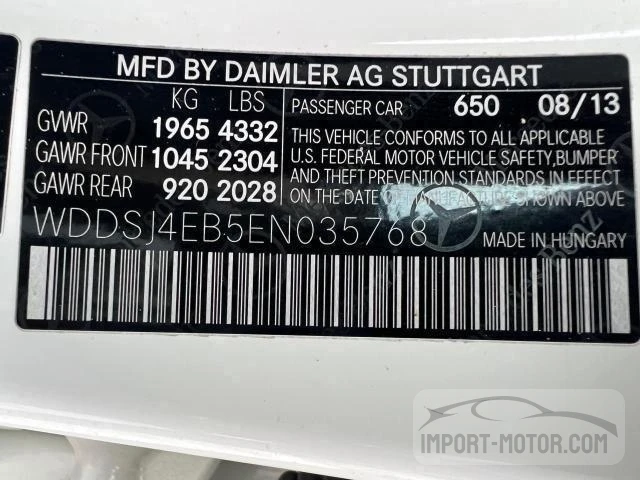 MFD BY DAIMLER AG STUTTGART
KG LBS
GVWR 1965 4332
GAWR FRONT 1045 2304
GAWR REAR 920 2028
PASSENGER CAR 650 08/13
THIS VEHICLE CONFORMS TO ALL APPLICABLE
U.S. FEDERAL MOTOR VEHICLE SAFETY, BUMPER
AND THEFT PREVENTION STANDARDS IN EFFECT
ON THE DATE OF MANUFACTURE SHOWN ABOVE
WDDSJ4EB5EN035768
MADE IN HUNGARY
IMPORT-MOTOR.COM